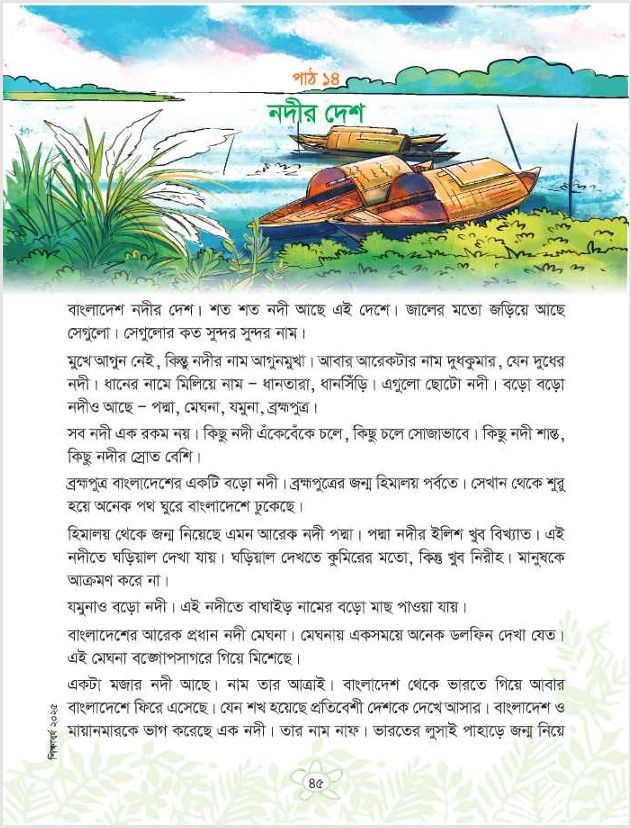 পাঠ ১৪
নদীর দেশ
বাংলাদেশ নদীর দেশ। শত শত নদী আছে এই দেশে। জালের মতো জড়িয়ে আছে
সেগুলো। সেগুলোর কত সুন্দর সুন্দর নাম।
মুখে আগুন নেই, কিন্তু নদীর নাম আগুনমুখা। আবার আরেকটার নাম দুধকুমার, যেন দুধের
নদী। ধানের নামে মিলিয়ে নাম – ধানতারা, ধানসিঁড়ি। এগুলো ছোটো নদী। বড়ো বড়ো
নদীও আছে – পদ্মা, মেঘনা, যমুনা, ব্রহ্মপুত্র।
সব নদী এক রকম নয়। কিছু নদী এঁকেবেঁকে চলে, কিছু চলে সোজাভাবে। কিছু নদী শান্ত,
কিছু নদীর স্রোত বেশি।
ব্রহ্মপুত্র বাংলাদেশের একটি বড়ো নদী। ব্রহ্মপুত্রের জন্ম হিমালয় পর্বতে। সেখান থেকে শুরু
হয়ে অনেক পথ ঘুরে বাংলাদেশে ঢুকেছে।
হিমালয় থেকে জন্ম নিয়েছে এমন আরেক নদী পদ্মা। পদ্মা নদীর ইলিশ খুব বিখ্যাত। এই
নদীতে ঘড়িয়াল দেখা যায়। ঘড়িয়াল দেখতে কুমিরের মতো, কিন্তু খুব নিরীহ। মানুষকে
আক্রমণ করে না।
যমুনাও বড়ো নদী। এই নদীতে বাঘাইড় নামের বড়ো মাছ পাওয়া যায়।
বাংলাদেশের আরেক প্রধান নদী মেঘনা। মেঘনায় একসময়ে অনেক ডলফিন দেখা যেত।
এই মেঘনা বঙ্গোপসাগরে গিয়ে মিশেছে।
একটা মজার নদী আছে। নাম তার আত্রাই। বাংলাদেশ থেকে ভারতে গিয়ে আবার
বাংলাদেশে ফিরে এসেছে। যেন শখ হয়েছে প্রতিবেশী দেশকে দেখে আসার। বাংলাদেশ ও
মায়ানমারকে ভাগ করেছে এক নদী। তার নাম নাফ। ভারতের লুসাই পাহাড়ে জন্ম নিয়ে
শিক্ষাবর্ষ ২০২৫
৪৫